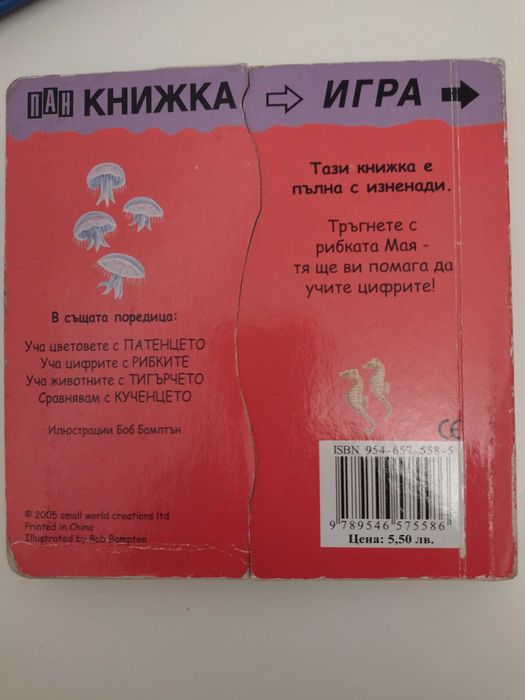 ПАН КНИЖКА ⇨ ИГРА ➡
Тази книжка е
пълна с изненади.
Тръгнете с
рибката Мая -
тя ще ви помага да
учите цифрите!
В същата поредица:
Уча цветовете с ПАТЕНЦЕТО
Уча цифрите с РИБКИТЕ
Уча животните с ТИГЪРЧЕТО
Сравнявам с КУЧЕНЦЕТО
Илюстрации Боб Бамптън
© 2005 small world creations ltd
Printed in China
Illustrated by Bob Bampton
CE
ISBN 954-657-558-5
9 789546 575586
Цена: 5,50 лв.